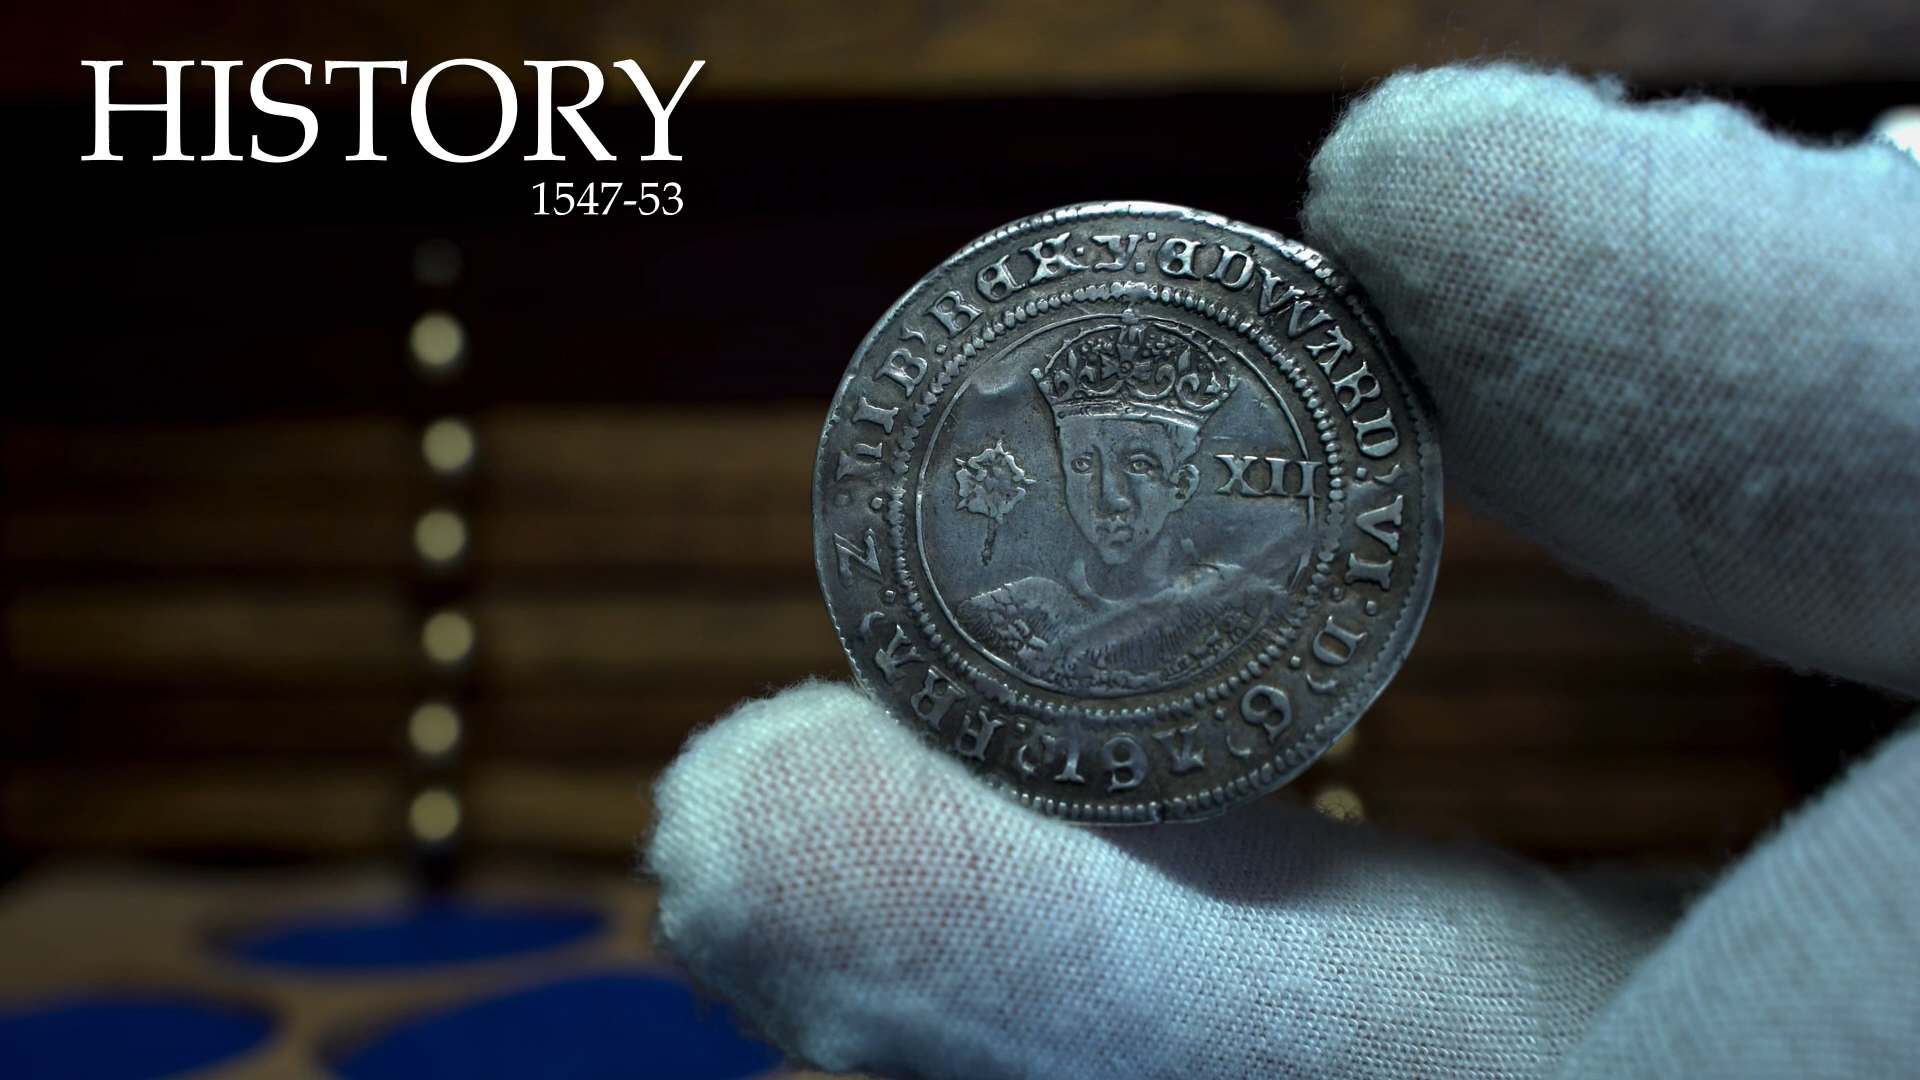 HISTORY
1547-53
y: EDWARD: VI: D': G': AGL': FRA': Z: HIB': REX:
XII